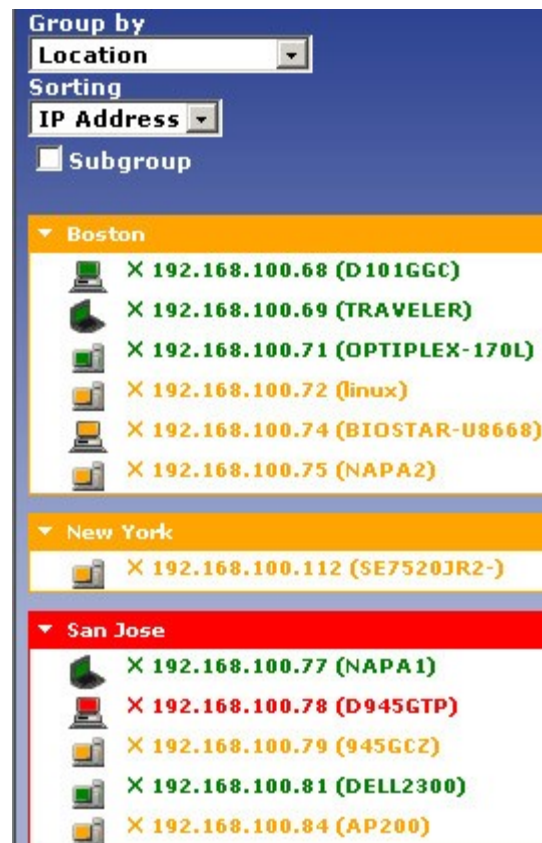 Group by
Location
Sorting
IP Address
Subgroup
Boston
X 192.168.100.68 (D101GGC)
X 192.168.100.69 (TRAVELER)
X 192.168.100.71 (OPTIPLEX-170L)
X 192.168.100.72 (linux)
X 192.168.100.74 (BIOSTAR-U8668)
X 192.168.100.75 (NAPA2)
New York
X 192.168.100.112 (SE7520JR2-)
San Jose
X 192.168.100.77 (NAPA1)
X 192.168.100.78 (D945GTP)
X 192.168.100.79 (945GCZ)
X 192.168.100.81 (DELL2300)
X 192.168.100.84 (AP200)